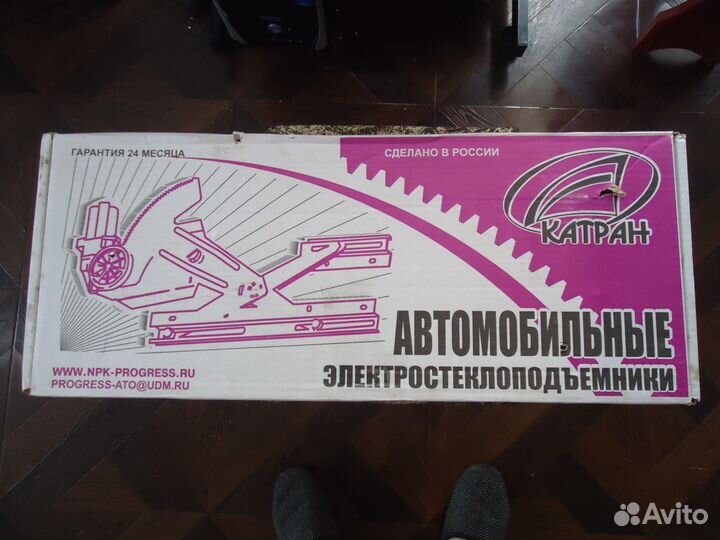 ГАРАНТИЯ 24 МЕСЯЦА
СДЕЛАНО В РОССИИ
КАТРАН
АВТОМОБИЛЬНЫЕ
ЭЛЕКТРОСТЕКЛОПОДЪЕМНИКИ
WWW.NPK-PROGRESS.RU
PROGRESS-ATO@UDM.RU
Avito